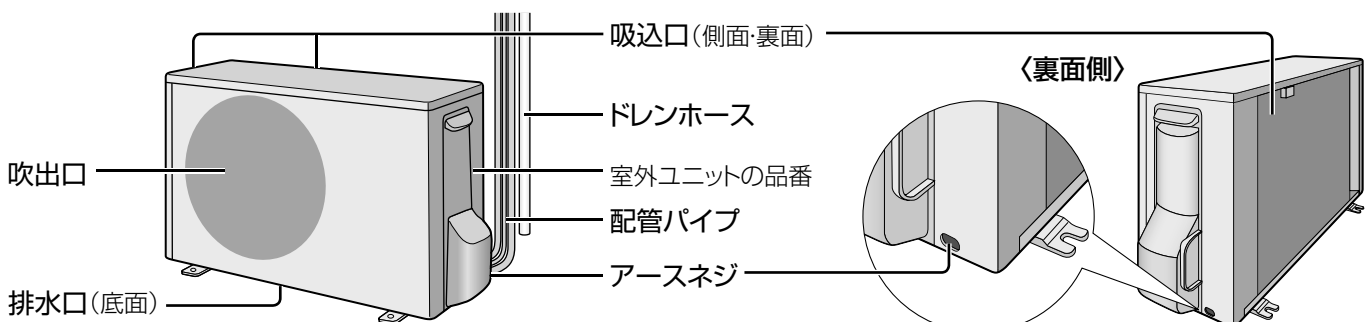 吸込口(側面・裏面)
〈裏面側〉
ドレンホース
吹出口
室外ユニットの品番
配管パイプ
アースネジ
排水口(底面)